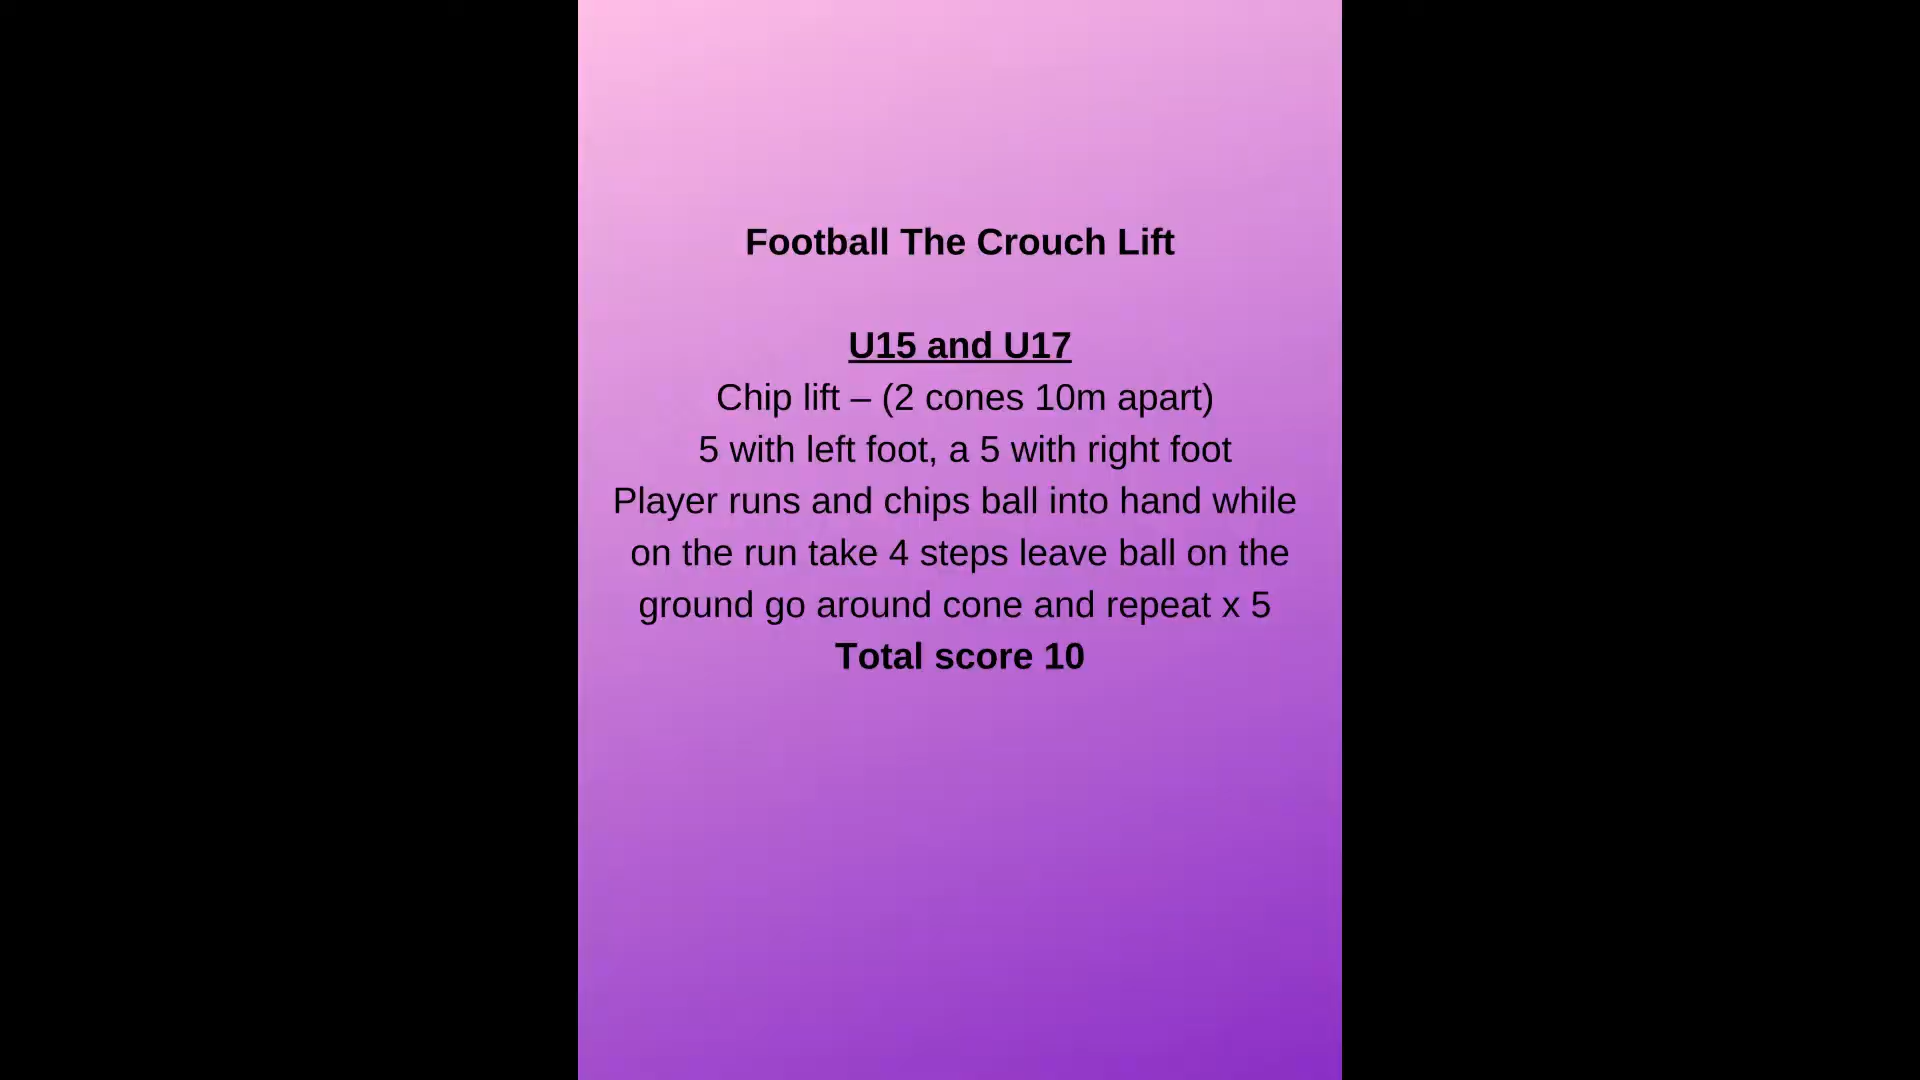 Football The Crouch Lift
U15 and U17
Chip lift – (2 cones 10m apart)
5 with left foot, a 5 with right foot
Player runs and chips ball into hand while
on the run take 4 steps leave ball on the
ground go around cone and repeat x 5
Total score 10